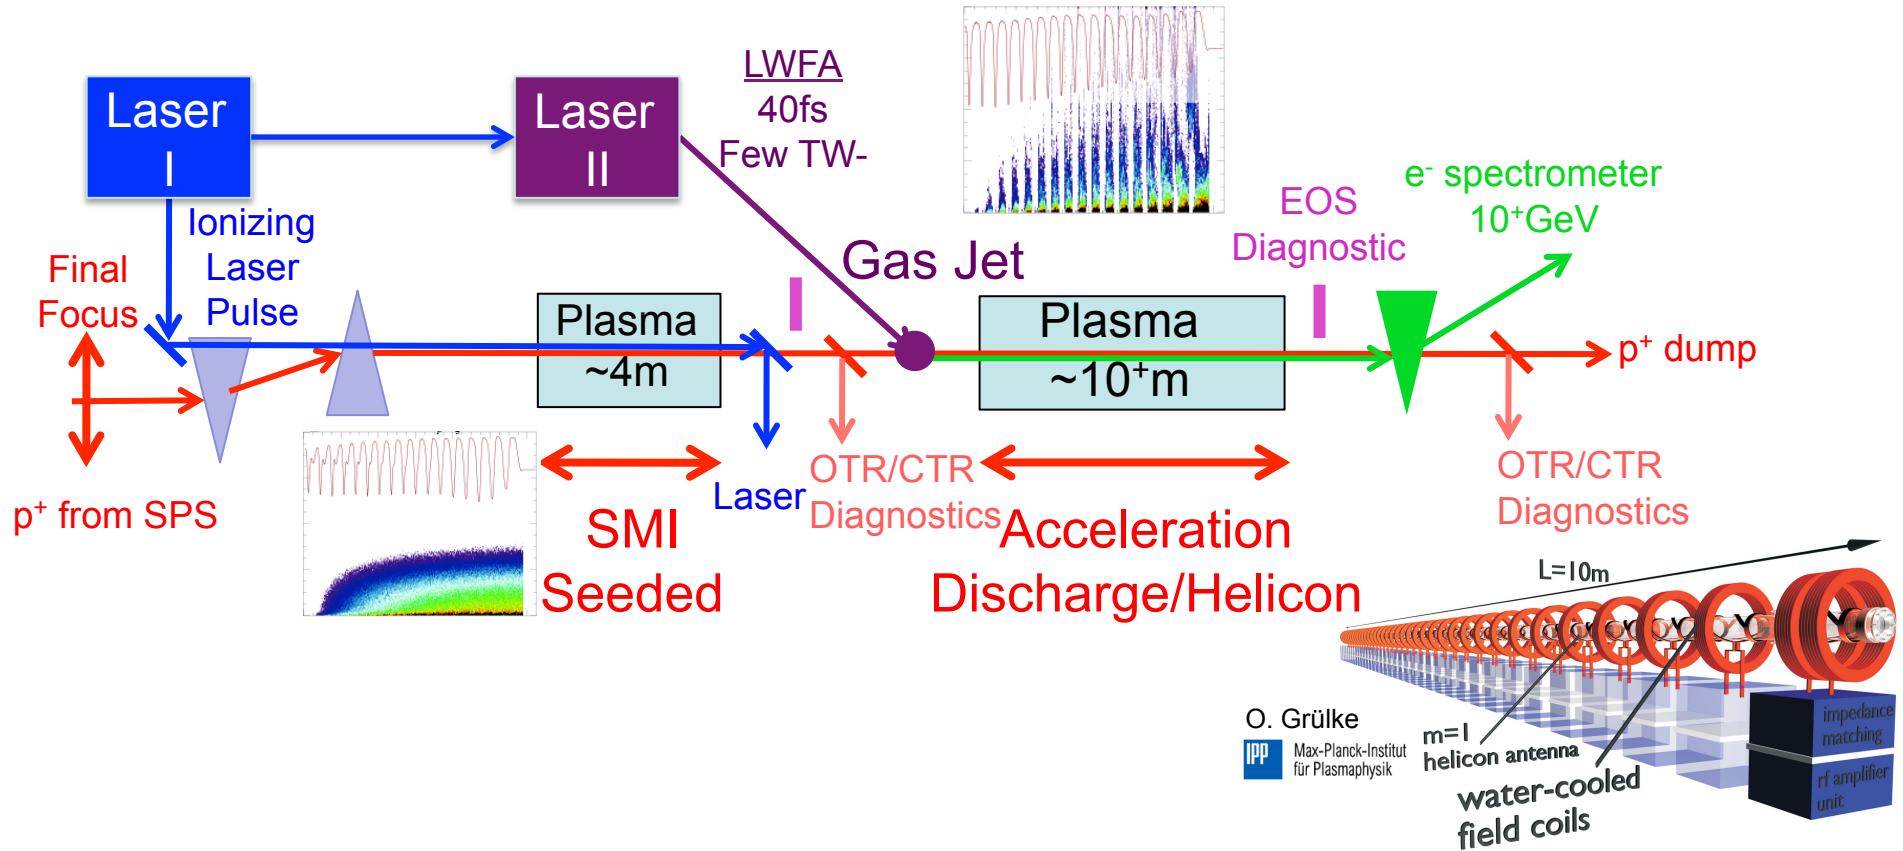 Laser
I
Laser
II
LWFA
40fs
Few TW-
Ionizing
Laser
Pulse
Final
Focus
p⁺ from SPS
Plasma
~4m
Gas Jet
Plasma
~10⁺m
EOS
Diagnostic
e⁻ spectrometer
10⁺GeV
p⁺ dump
SMI
Seeded
Laser
OTR/CTR
Diagnostics
Acceleration
Discharge/Helicon
OTR/CTR
Diagnostics
L=10m
O. Grülke
IPP
Max-Planck-Institut
für Plasmaphysik
m=1
helicon antenna
water-cooled
field coils
impedance
matching
rf amplifier
unit